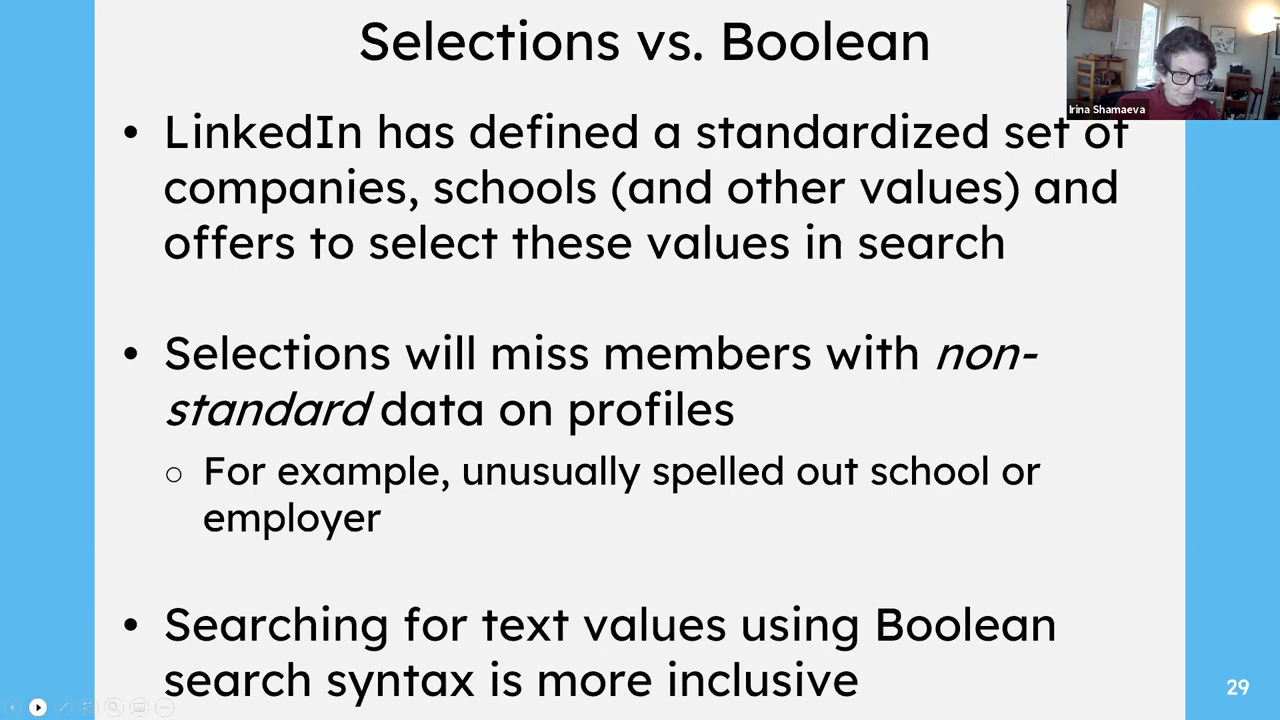 Selections vs. Boolean
Irina Shamaeva
• LinkedIn has defined a standardized set of
companies, schools (and other values) and
offers to select these values in search
• Selections will miss members with non-
standard data on profiles
○ For example, unusually spelled out school or
employer
• Searching for text values using Boolean
search syntax is more inclusive
29